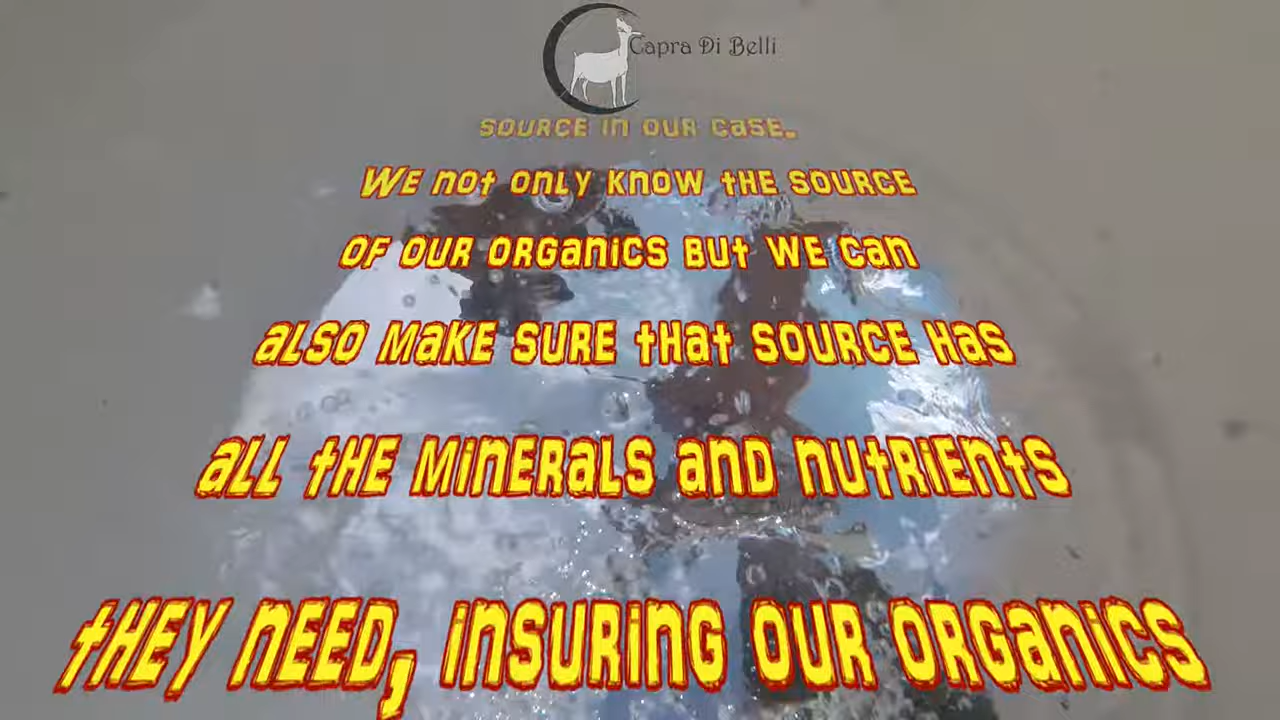 Capra Di Belli
source in our case.
We not only know the source
of our organics but we can
also make sure that source has
all the minerals and nutrients
they need, insuring our organics